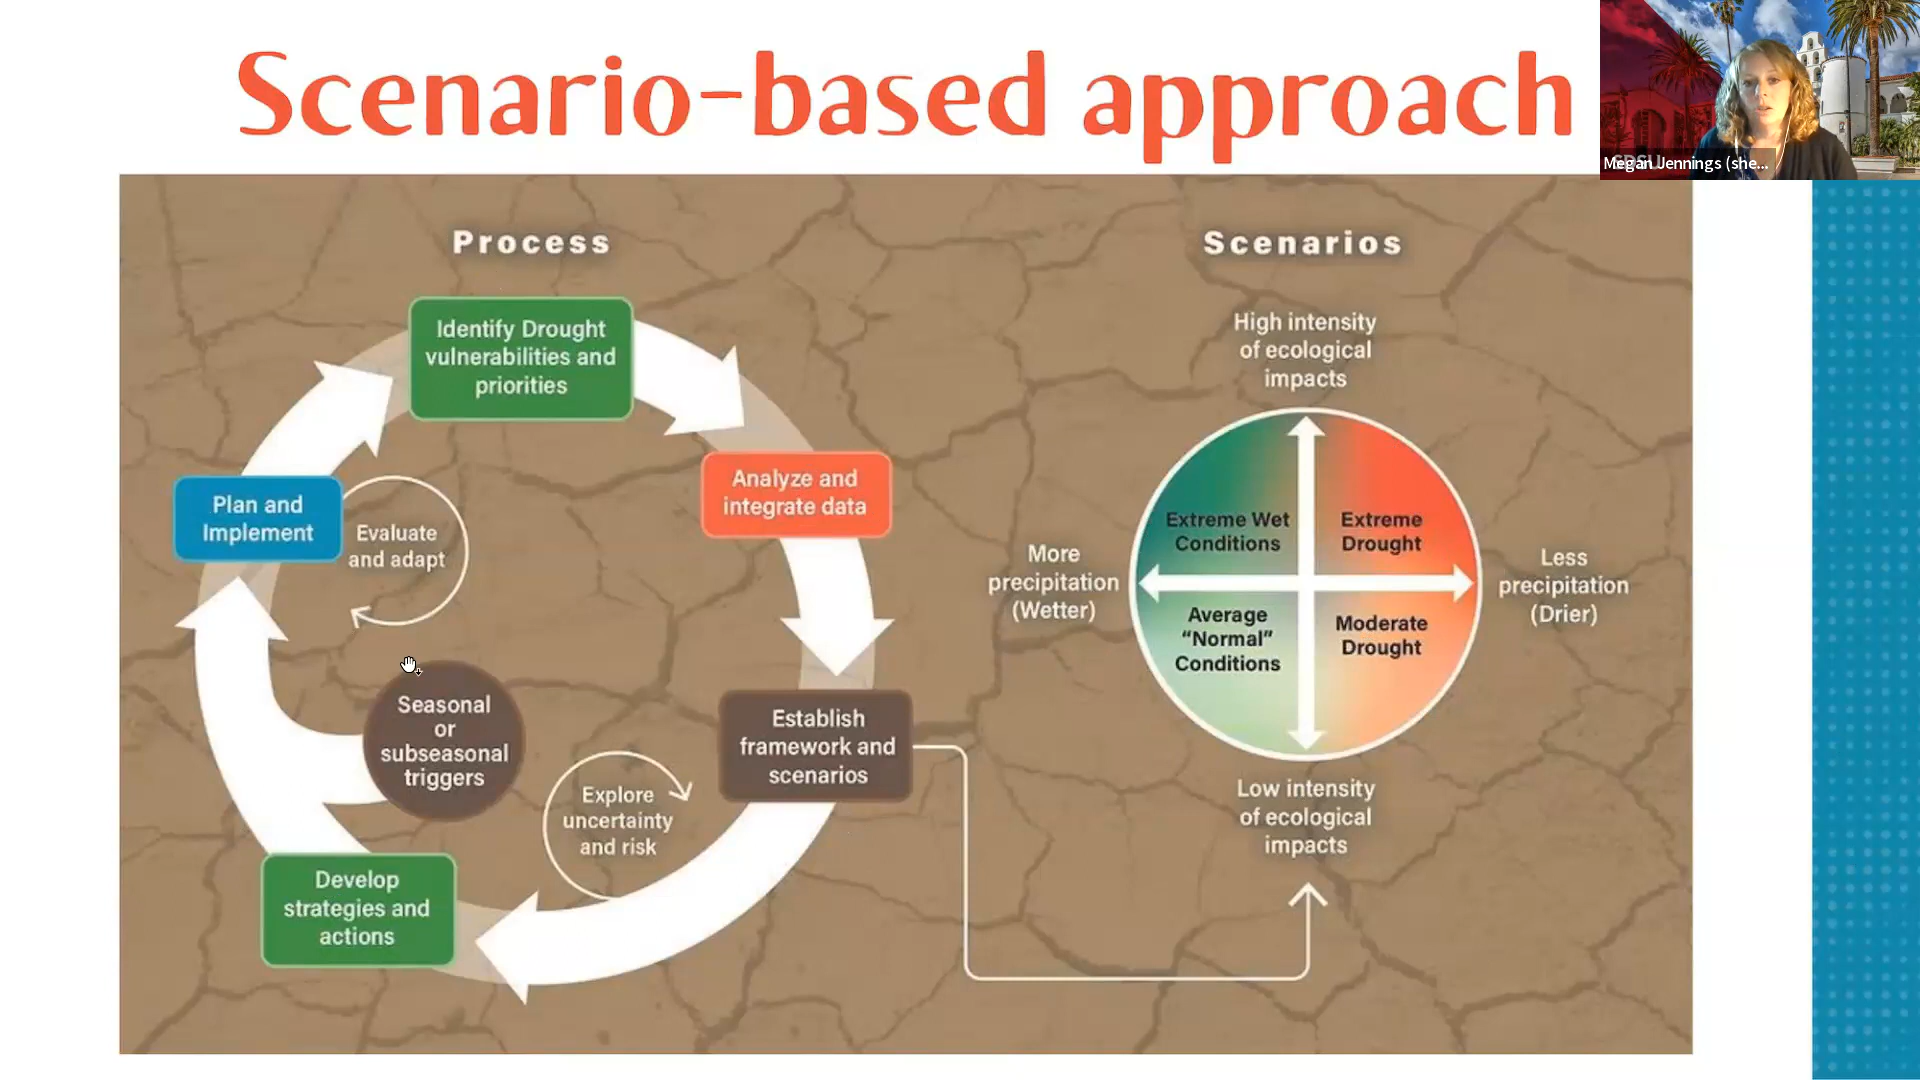 Scenario-based approach
Megan Jennings (she...
Process
Identify Drought
vulnerabilities and
priorities
Analyze and
integrate data
Establish
framework and
scenarios
Explore
uncertainty
and risk
Develop
strategies and
actions
Seasonal
or
subseasonal
triggers
Plan and
Implement
Evaluate
and adapt
Scenarios
High intensity
of ecological
impacts
More
precipitation
(Wetter)
Extreme Wet
Conditions
Extreme
Drought
Average
“Normal”
Conditions
Moderate
Drought
Less
precipitation
(Drier)
Low intensity
of ecological
impacts